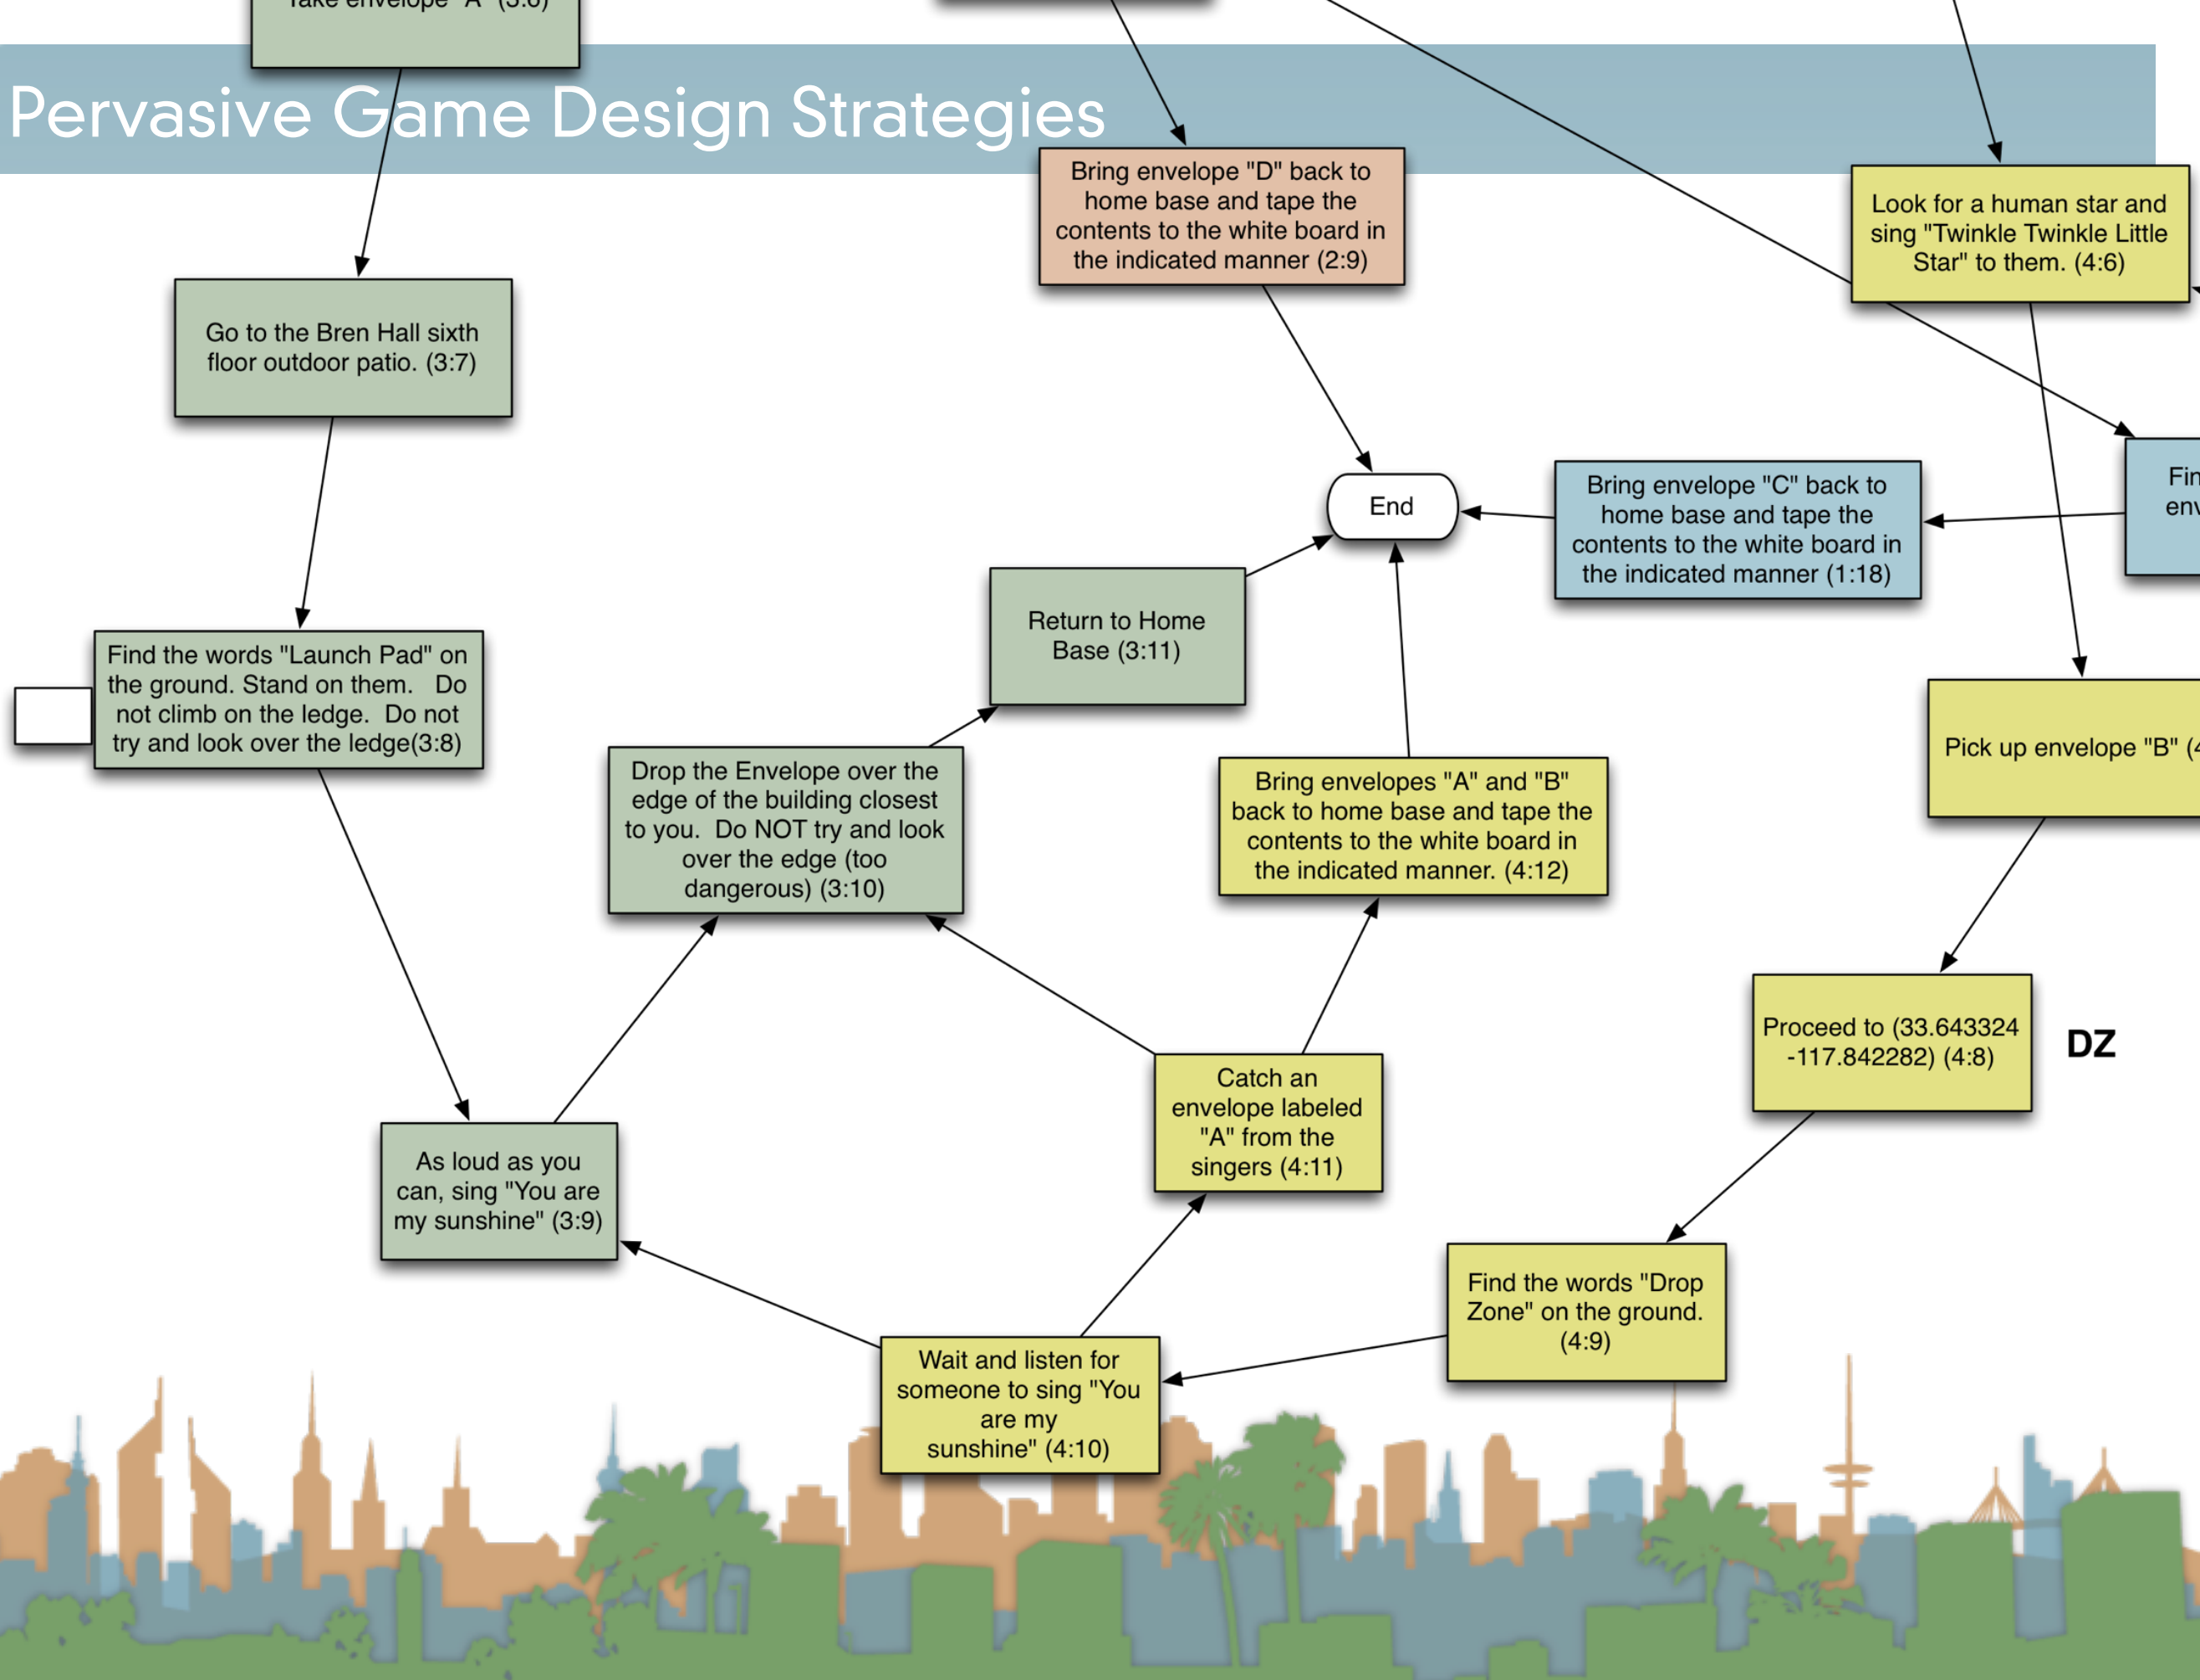 Take envelope "A" (3:6)
Pervasive Game Design Strategies
Bring envelope "D" back to
home base and tape the
contents to the white board in
the indicated manner (2:9)
Look for a human star and
sing "Twinkle Twinkle Little
Star" to them. (4:6)
Go to the Bren Hall sixth
floor outdoor patio. (3:7)
End
Bring envelope "C" back to
home base and tape the
contents to the white board in
the indicated manner (1:18)
Return to Home
Base (3:11)
Find the words "Launch Pad" on
the ground. Stand on them. Do
not climb on the ledge. Do not
try and look over the ledge(3:8)
Pick up envelope "B"
Drop the Envelope over the
edge of the building closest
to you. Do NOT try and look
over the edge (too
dangerous) (3:10)
Bring envelopes "A" and "B"
back to home base and tape the
contents to the white board in
the indicated manner. (4:12)
Proceed to (33.643324
-117.842282) (4:8)
DZ
Catch an
envelope labeled
"A" from the
singers (4:11)
As loud as you
can, sing "You are
my sunshine" (3:9)
Find the words "Drop
Zone" on the ground.
(4:9)
Wait and listen for
someone to sing "You
are my
sunshine" (4:10)